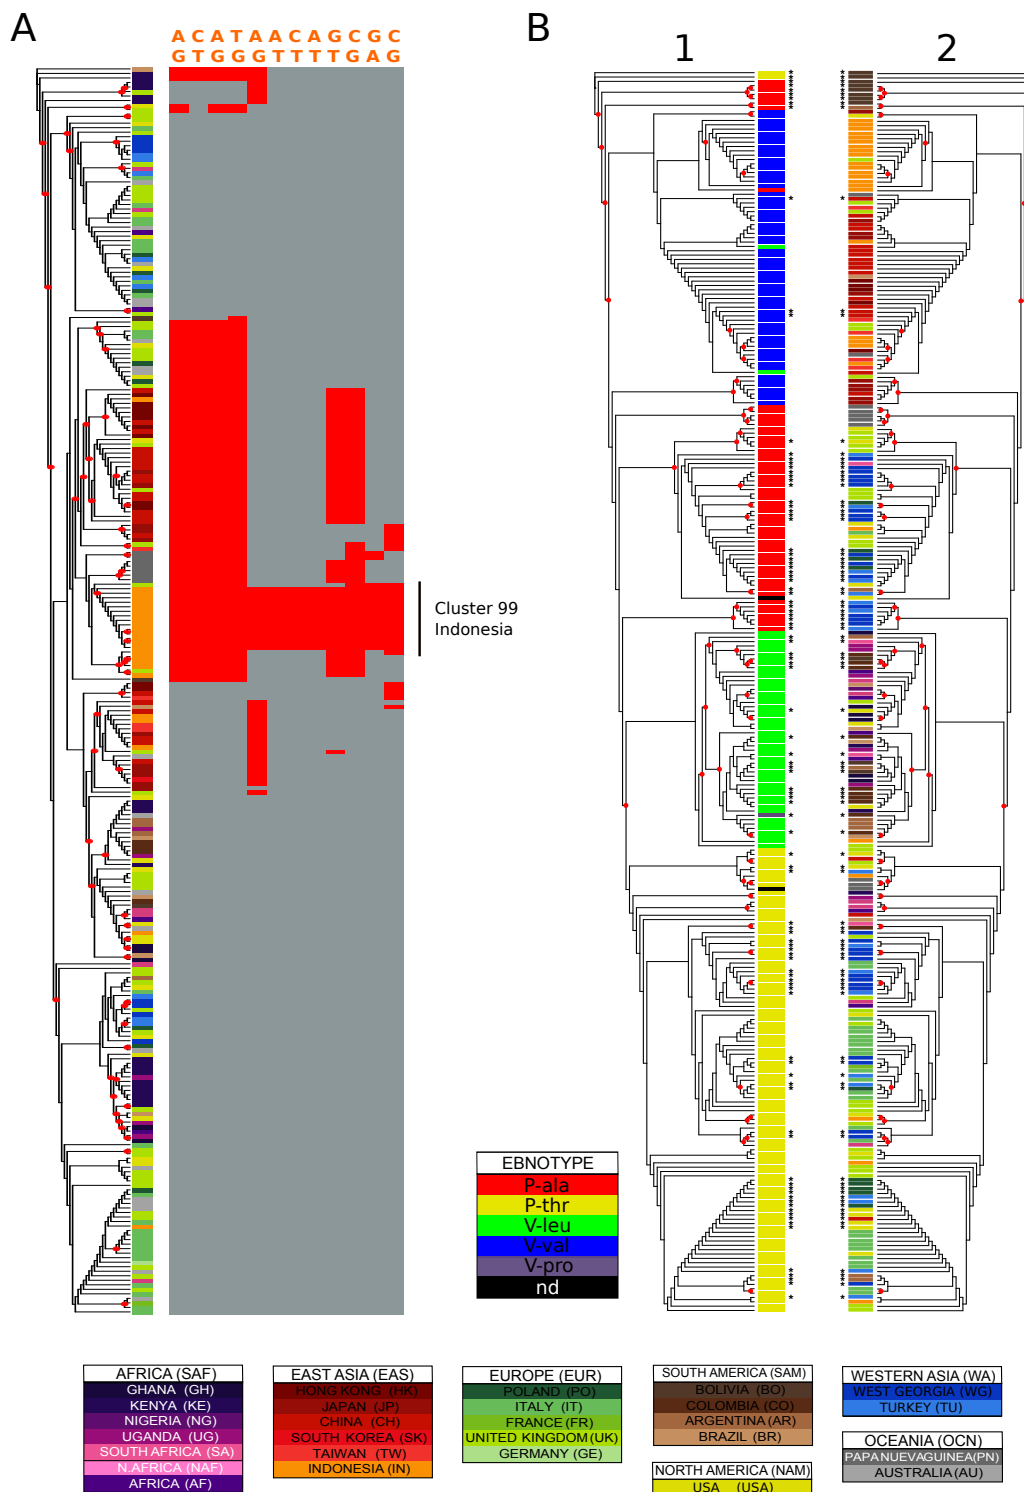 A
B
A C A T A A C A G C G C
G T G G G T T T T G A G
1
2
Cluster 99
Indonesia
EBNOTYPE
P-ala
P-thr
V-leu
V-val
V-pro
nd
AFRICA (SAF)
GHANA (GH)
KENYA (KE)
NIGERIA (NG)
UGANDA (UG)
SOUTH AFRICA (SA)
N.AFRICA (NAF)
AFRICA (AF)
EAST ASIA (EAS)
HONG KONG (HK)
JAPAN (JP)
CHINA (CH)
SOUTH KOREA (SK)
TAIWAN (TW)
INDONESIA (IN)
EUROPE (EUR)
POLAND (PO)
ITALY (IT)
FRANCE (FR)
UNITED KINGDOM (UK)
GERMANY (GE)
SOUTH AMERICA (SAM)
BOLIVIA (BO)
COLOMBIA (CO)
ARGENTINA (AR)
BRAZIL (BR)
NORTH AMERICA (NAM)
USA (USA)
WESTERN ASIA (WA)
WEST GEORGIA (WG)
TURKEY (TU)
OCEANIA (OCN)
PAPANUEVAGUINEA(PN)
AUSTRALIA (AU)